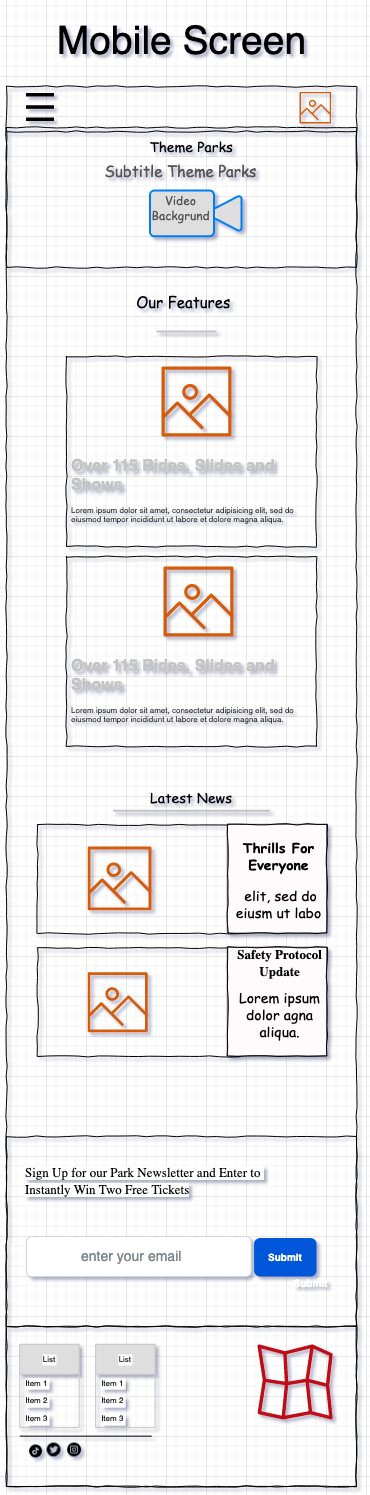 Mobile Screen
Theme Parks
Subtitle Theme Parks
Video
Backgrund
Our Features
Over 115 Rides, Slides and
Shows
Lorem ipsum dolor sit amet, consectetur adipisicing elit, sed do
eiusmod tempor incididunt ut labore et dolore magna aliqua.
Over 115 Rides, Slides and
Shows
Lorem ipsum dolor sit amet, consectetur adipisicing elit, sed do
eiusmod tempor incididunt ut labore et dolore magna aliqua.
Latest News
Thrills For
Everyone
elit, sed do
eiusm ut labo
Safety Protocol
Update
Lorem ipsum
dolor agna
aliqua.
Sign Up for our Park Newsletter and Enter to
Instantly Win Two Free Tickets
enter your email
Submit
Submit
List
Item 1
Item 2
Item 3
List
Item 1
Item 2
Item 3